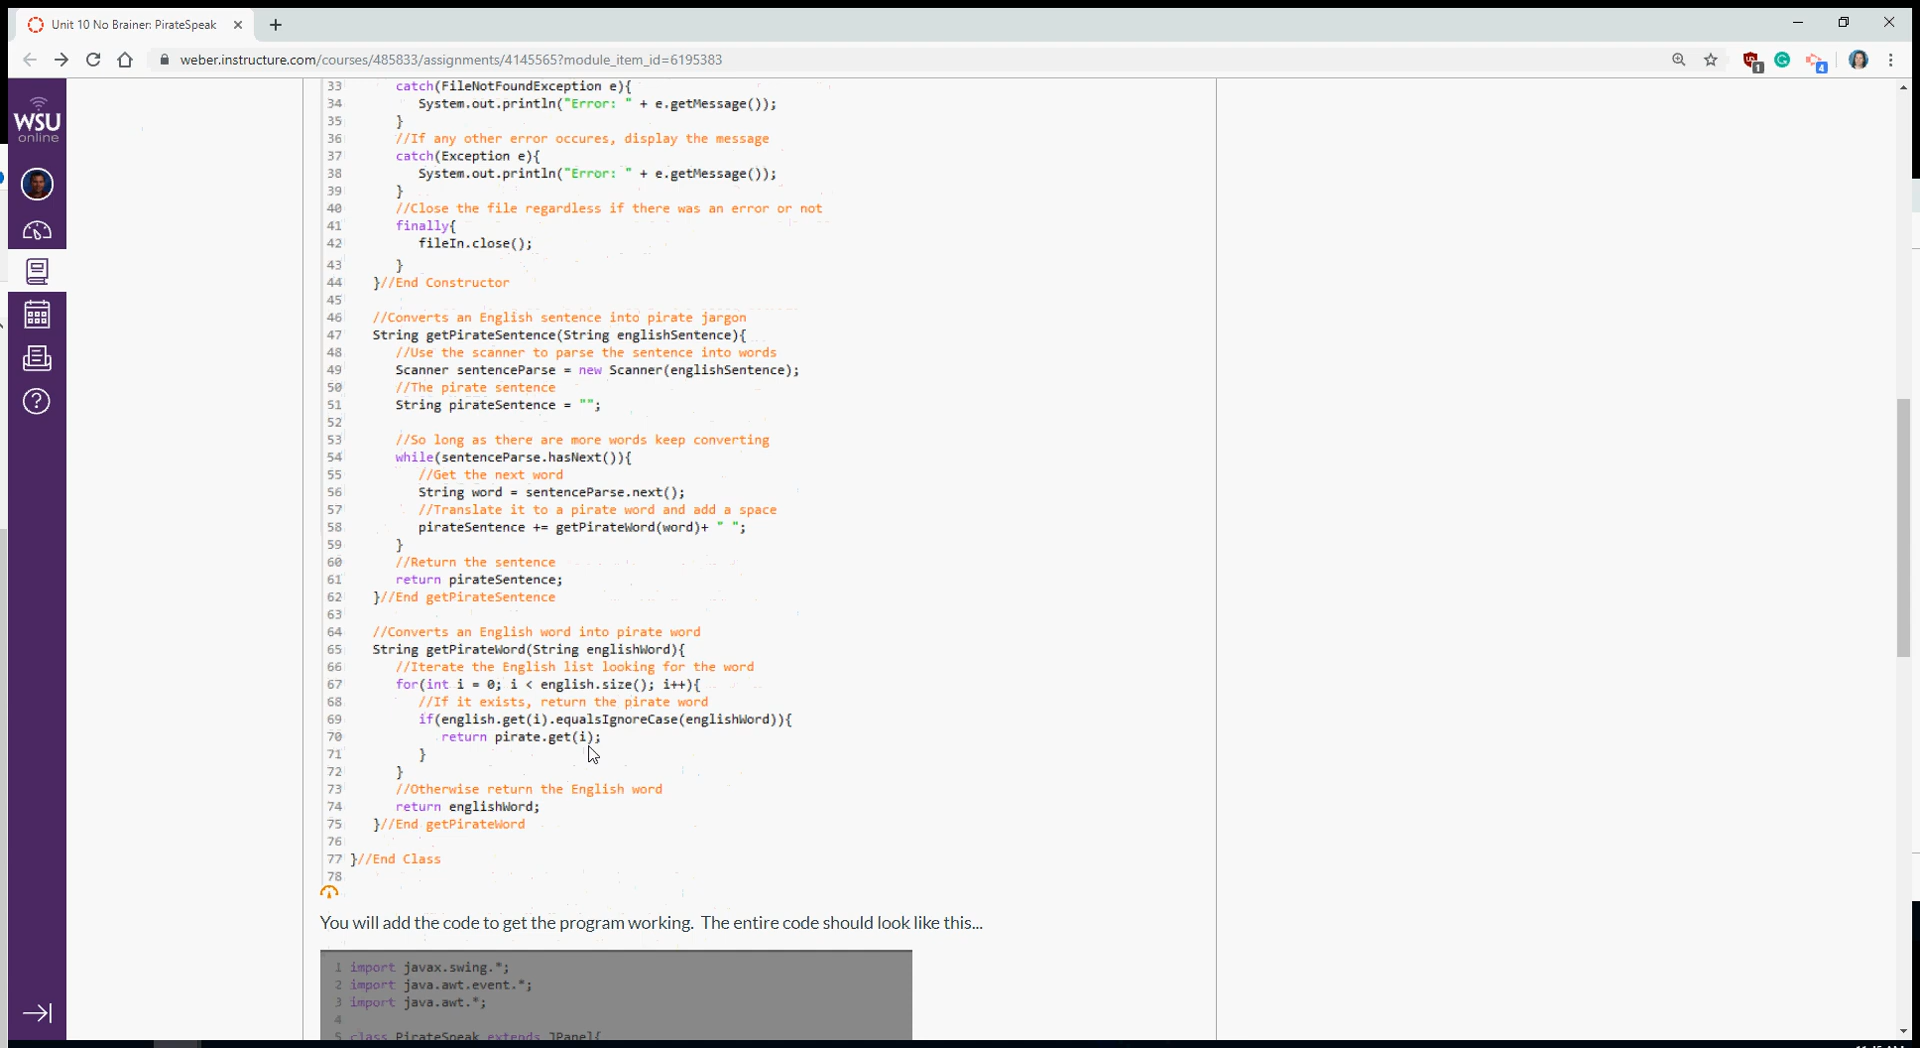 Unit 10 No Brainer: PirateSpeak
weber.instructure.com/courses/485833/assignments/4145565?module_item_id=6195383
1
4
WSU
online
33 catch(FileNotFoundException e){
34 System.out.println("Error: " + e.getMessage());
35 }
36 //If any other error occures, display the message
37 catch(Exception e){
38 System.out.println("Error: " + e.getMessage());
39 }
40 //Close the file regardless if there was an error or not
41 finally{
42 fileIn.close();
43 }
44 }//End Constructor
45
46 //Converts an English sentence into pirate jargon
47 String getPirateSentence(String englishSentence){
48 //Use the scanner to parse the sentence into words
49 Scanner sentenceParse = new Scanner(englishSentence);
50 //The pirate sentence
51 String pirateSentence = "";
52
53 //So long as there are more words keep converting
54 while(sentenceParse.hasNext()){
55 //Get the next word
56 String word = sentenceParse.next();
57 //Translate it to a pirate word and add a space
58 pirateSentence += getPirateWord(word)+ " ";
59 }
60 //Return the sentence
61 return pirateSentence;
62 }//End getPirateSentence
63
64 //Converts an English word into pirate word
65 String getPirateWord(String englishWord){
66 //Iterate the English list looking for the word
67 for(int i = 0; i < english.size(); i++){
68 //If it exists, return the pirate word
69 if(english.get(i).equalsIgnoreCase(englishWord)){
70 return pirate.get(i);
71 }
72 }
73 //Otherwise return the English word
74 return englishWord;
75 }//End getPirateWord
76
77 }//End Class
78
You will add the code to get the program working. The entire code should look like this...
1 import javax.swing.*;
2 import java.awt.event.*;
3 import java.awt.*;
4
5 class PirateSpeak extends JPanel{